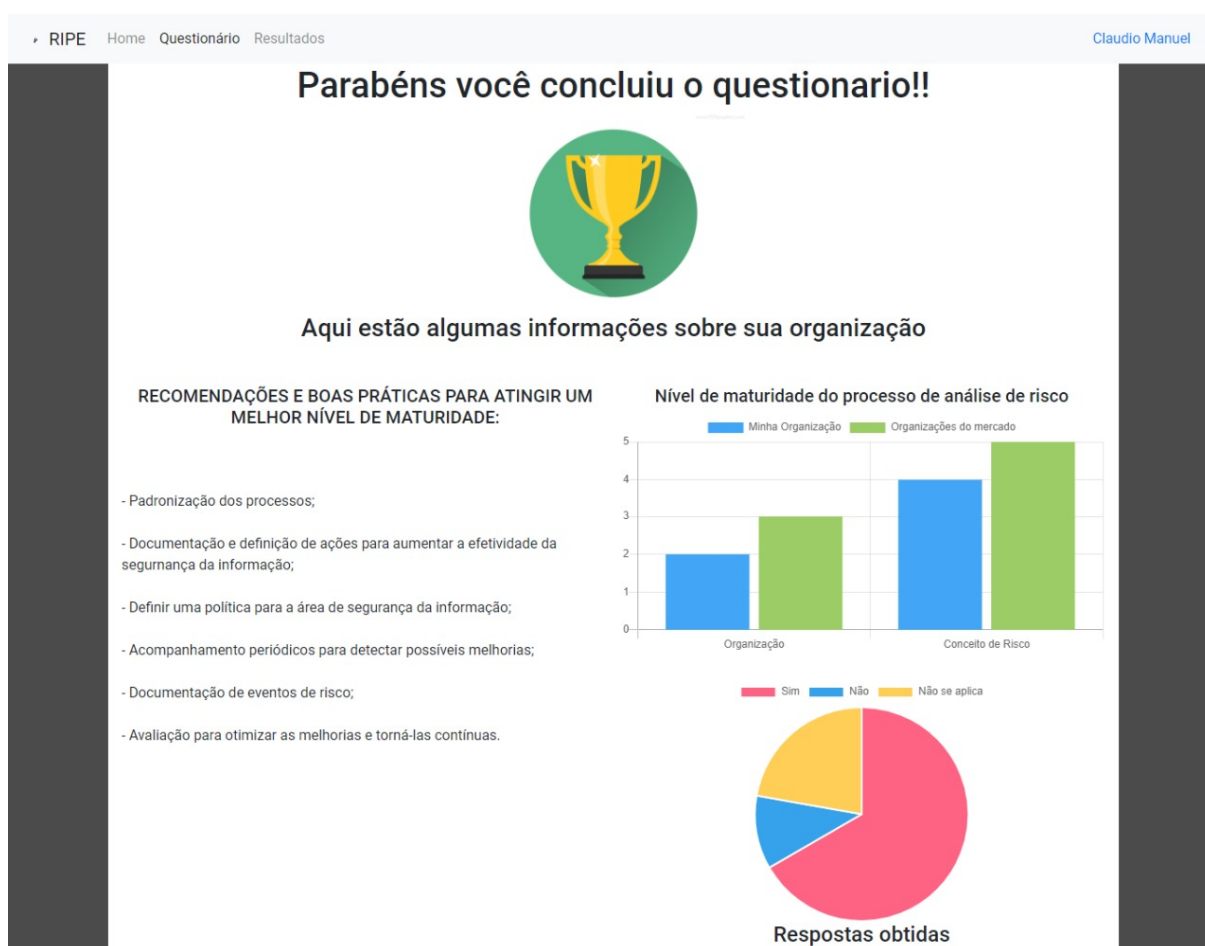 RIPE Home Questionário Resultados Claudio Manuel
Parabéns você concluiu o questionario!!
Aqui estão algumas informações sobre sua organização
RECOMENDAÇÕES E BOAS PRÁTICAS PARA ATINGIR UM
MELHOR NÍVEL DE MATURIDADE:
- Padronização dos processos;
- Documentação e definição de ações para aumentar a efetividade da
segurnança da informação;
- Definir uma política para a área de segurança da informação;
- Acompanhamento periódicos para detectar possíveis melhorias;
- Documentação de eventos de risco;
- Avaliação para otimizar as melhorias e torná-las contínuas.
Nível de maturidade do processo de análise de risco
Minha Organização Organizações do mercado
5
4
3
2
1
0
Organização Conceito de Risco
Sim Não Não se aplica
Respostas obtidas